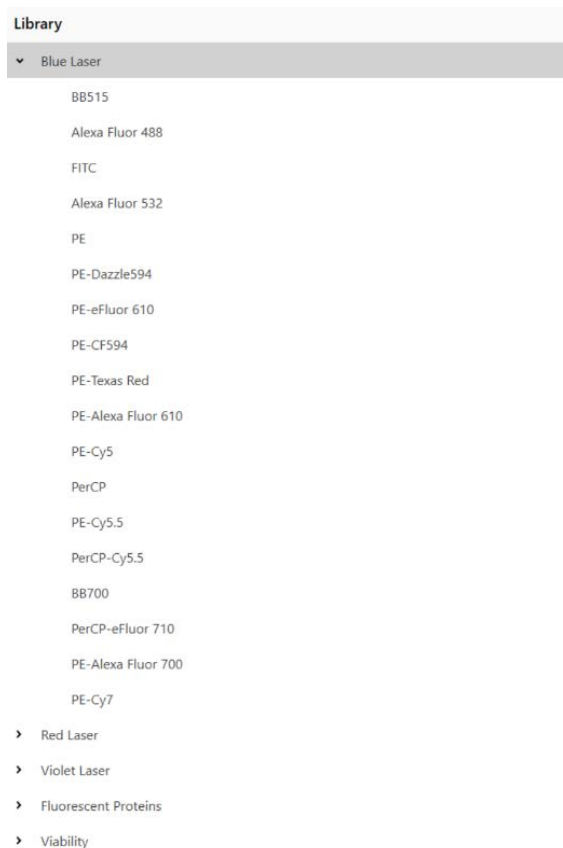 Library
Blue Laser
BB515
Alexa Fluor 488
FITC
Alexa Fluor 532
PE
PE-Dazzle594
PE-eFluor 610
PE-CF594
PE-Texas Red
PE-Alexa Fluor 610
PE-Cy5
PerCP
PE-Cy5.5
PerCP-Cy5.5
BB700
PerCP-eFluor 710
PE-Alexa Fluor 700
PE-Cy7
Red Laser
Violet Laser
Fluorescent Proteins
Viability